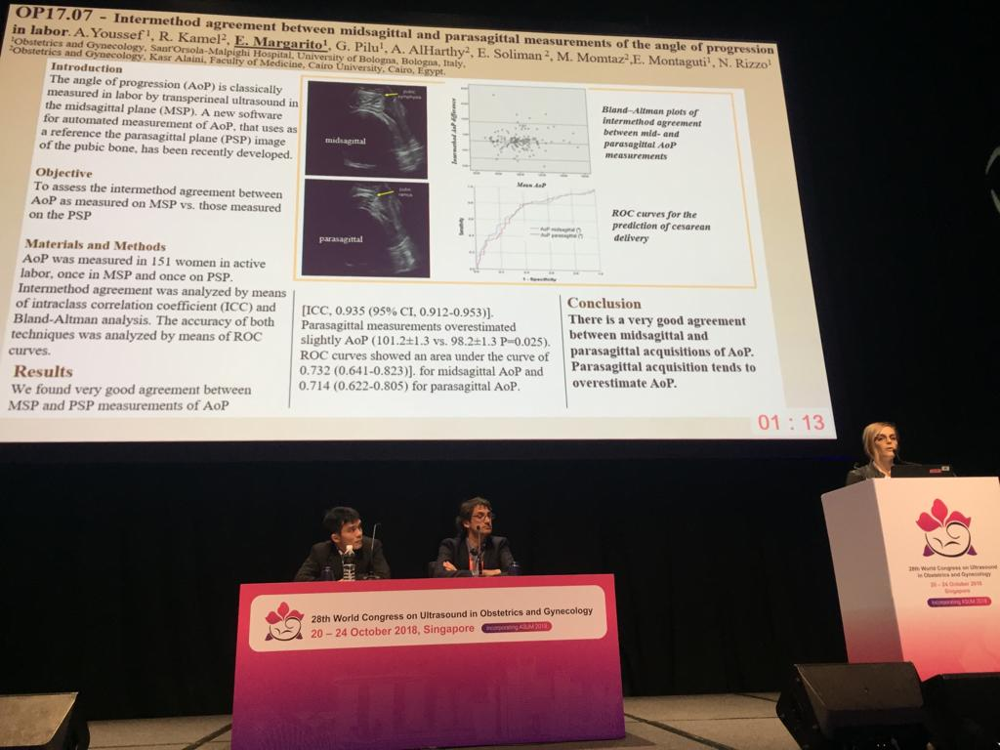 OP17.07 - Intermethod agreement between midsagittal and parasagittal measurements of the angle of progression
in labor. A.Youssef¹, R. Kamel², E. Margarito¹, G. Pilu¹, A. AlHarthy², E. Soliman², M. Momtaz²,E. Montaguti¹, N. Rizzo¹
¹Obstetrics and Gynecology, Sant'Orsola-Malpighi Hospital, University of Bologna, Bologna, Italy,
²Obstetrics and Gynecology, Kasr Alaini, Faculty of Medicine, Cairo University, Cairo, Egypt.
Introduction
The angle of progression (AoP) is classically
measured in labor by transperineal ultrasound in
the midsagittal plane (MSP). A new software
for automated measurement of AoP, that uses as
a reference the parasagittal plane (PSP) image
of the pubic bone, has been recently developed.
Objective
To assess the intermethod agreement between
AoP as measured on MSP vs. those measured
on the PSP
Materials and Methods
AoP was measured in 151 women in active
labor, once in MSP and once on PSP.
Intermethod agreement was analyzed by means
of intraclass correlation coefficient (ICC) and
Bland-Altman analysis. The accuracy of both
techniques was analyzed by means of ROC
curves.
Results
We found very good agreement between
MSP and PSP measurements of AoP
pubic
symphysis
midsagittal
pubic
ramus
parasagittal
Intermethod AoP difference
Mean AoP
Bland–Altman plots of
intermethod agreement
between mid- and
parasagittal AoP
measurements
Sensitivity
AoP midsagittal (°)
AoP parasagittal (°)
1 - Specificity
ROC curves for the
prediction of cesarean
delivery
[ICC, 0.935 (95% CI, 0.912-0.953)].
Parasagittal measurements overestimated
slightly AoP (101.2±1.3 vs. 98.2±1.3 P=0.025).
ROC curves showed an area under the curve of
0.732 (0.641-0.823)]. for midsagittal AoP and
0.714 (0.622-0.805) for parasagittal AoP.
Conclusion
There is a very good agreement
between midsagittal and
parasagittal acquisitions of AoP.
Parasagittal acquisition tends to
overestimate AoP.
01 : 13
28th World Congress on Ultrasound in Obstetrics and Gynecology
20 – 24 October 2018, Singapore
Incorporating ASUM 2018
28th World Congress on Ultrasound
in Obstetrics and Gynecology
20 – 24 October 2018
Singapore
Incorporating ASUM 2018